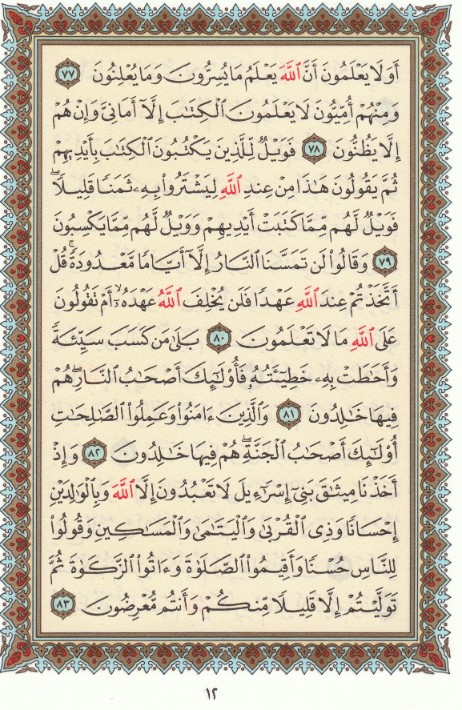 أَوَلَا يَعْلَمُونَ أَنَّ ٱللَّهَ يَعْلَمُ مَا يُسِرُّونَ وَمَا يُعْلِنُونَ ٧٧
وَمِنْهُمْ أُمِّيُّونَ لَا يَعْلَمُونَ ٱلْكِتَٰبَ إِلَّآ أَمَانِىَّ وَإِنْ هُمْ
إِلَّا يَظُنُّونَ ٧٨ فَوَيْلٌ لِّلَّذِينَ يَكْتُبُونَ ٱلْكِتَٰبَ بِأَيْدِيهِمْ
ثُمَّ يَقُولُونَ هَٰذَا مِنْ عِندِ ٱللَّهِ لِيَشْتَرُوا۟ بِهِۦ ثَمَنًا قَلِيلًا ۖ
فَوَيْلٌ لَّهُم مِّمَّا كَتَبَتْ أَيْدِيهِمْ وَوَيْلٌ لَّهُم مِّمَّا يَكْسِبُونَ
٧٩ وَقَالُوا۟ لَن تَمَسَّنَا ٱلنَّارُ إِلَّآ أَيَّامًا مَّعْدُودَةً ۚ قُلْ
أَتَّخَذْتُمْ عِندَ ٱللَّهِ عَهْدًا فَلَن يُخْلِفَ ٱللَّهُ عَهْدَهُۥٓ ۖ أَمْ تَقُولُونَ
عَلَى ٱللَّهِ مَا لَا تَعْلَمُونَ ٨٠ بَلَىٰ مَن كَسَبَ سَيِّئَةً
وَأَحَٰطَتْ بِهِۦ خَطِيٓـَٔتُهُۥ فَأُو۟لَٰٓئِكَ أَصْحَٰبُ ٱلنَّارِ ۖ هُمْ
فِيهَا خَٰلِدُونَ ٨١ وَٱلَّذِينَ ءَامَنُوا۟ وَعَمِلُوا۟ ٱلصَّٰلِحَٰتِ
أُو۟لَٰٓئِكَ أَصْحَٰبُ ٱلْجَنَّةِ ۖ هُمْ فِيهَا خَٰلِدُونَ ٨٢ وَإِذْ
أَخَذْنَا مِيثَٰقَ بَنِىٓ إِسْرَٰٓءِيلَ لَا تَعْبُدُونَ إِلَّا ٱللَّهَ وَبِٱلْوَٰلِدَيْنِ
إِحْسَانًا وَذِى ٱلْقُرْبَىٰ وَٱلْيَتَٰمَىٰ وَٱلْمَسَٰكِينِ وَقُولُوا۟
لِلنَّاسِ حُسْنًا وَأَقِيمُوا۟ ٱلصَّلَوٰةَ وَءَاتُوا۟ ٱلزَّكَوٰةَ ثُمَّ
تَوَلَّيْتُمْ إِلَّا قَلِيلًا مِّنكُمْ وَأَنتُم مُّعْرِضُونَ ٨٣
١٢